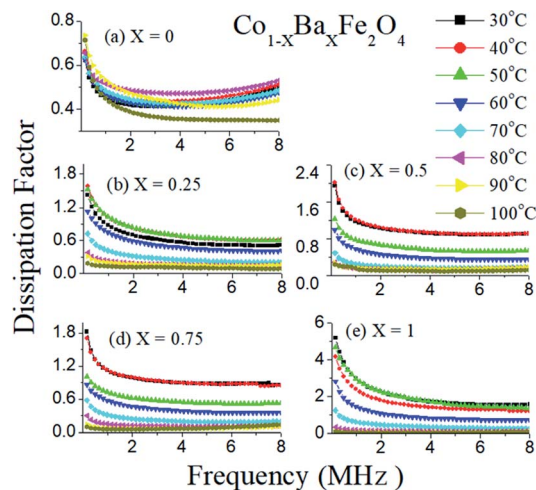 Co1-XBaXFe2O4
(a) X = 0
0.8
0.6
0.4
2 4 6 8
30°C
40°C
50°C
60°C
70°C
80°C
90°C
100°C
Dissipation Factor
(b) X = 0.25
1.8
1.2
0.6
0.0
2 4 6 8
(c) X = 0.5
2.4
1.6
0.8
0.0
0 2 4 6 8
(d) X = 0.75
1.8
1.2
0.6
0.0
2 4 6 8
(e) X = 1
6
4
2
0
0 2 4 6 8
Frequency (MHz )